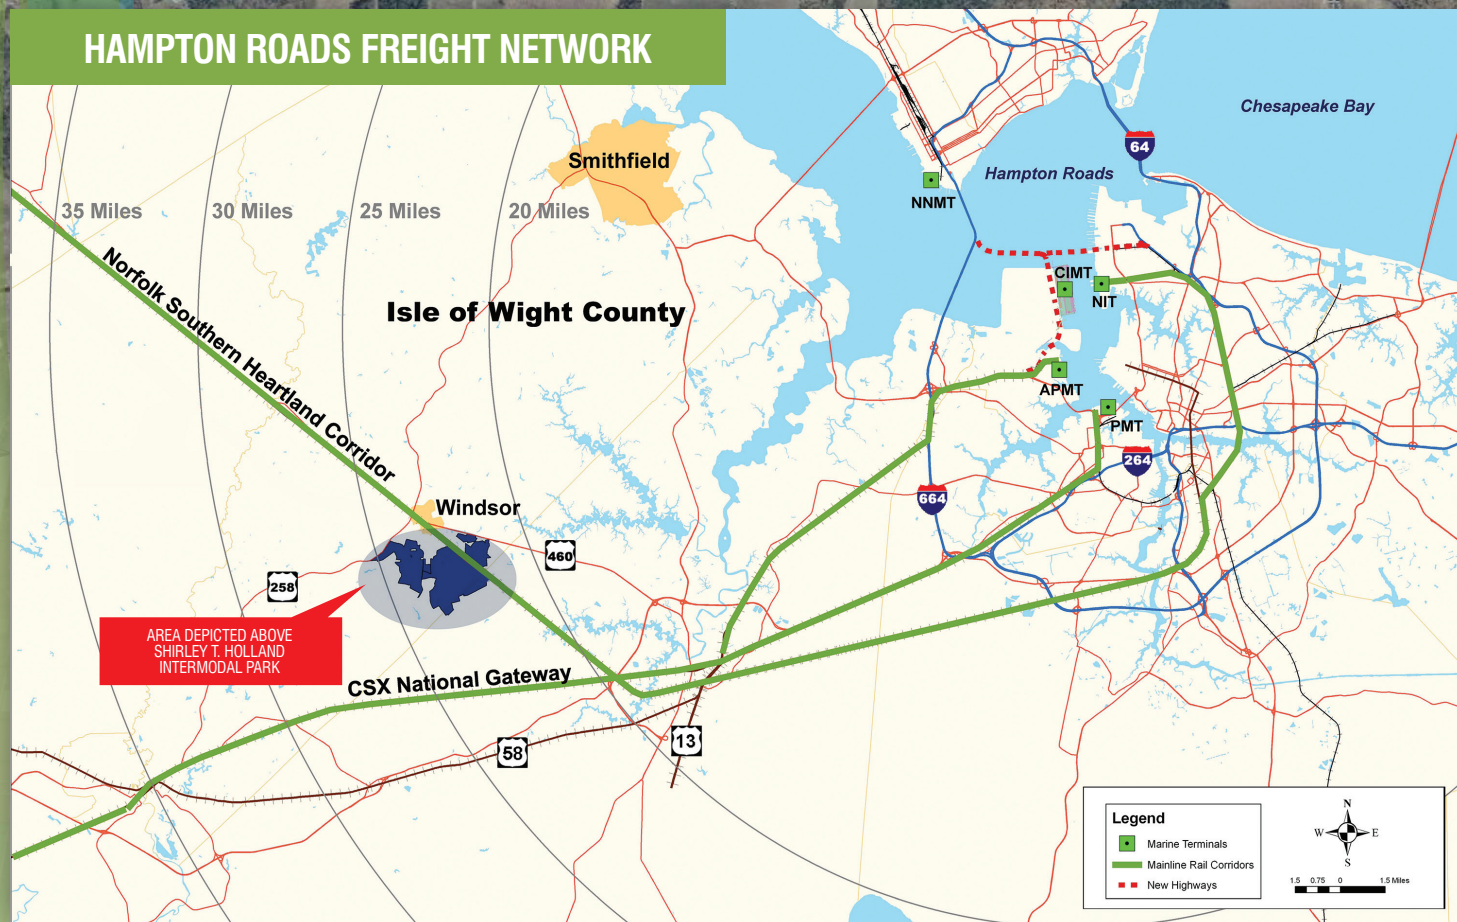 HAMPTON ROADS FREIGHT NETWORK
Chesapeake Bay
64
Smithfield
Hampton Roads
NNMT
35 Miles
30 Miles
25 Miles
20 Miles
Norfolk Southern Heartland Corridor
CIMT
NIT
Isle of Wight County
APMT
PMT
264
664
Windsor
460
258
AREA DEPICTED ABOVE
SHIRLEY T. HOLLAND
INTERMODAL PARK
CSX National Gateway
58
13
Legend
Marine Terminals
Mainline Rail Corridors
New Highways
N
W
E
S
1.5 0.75 0 1.5 Miles